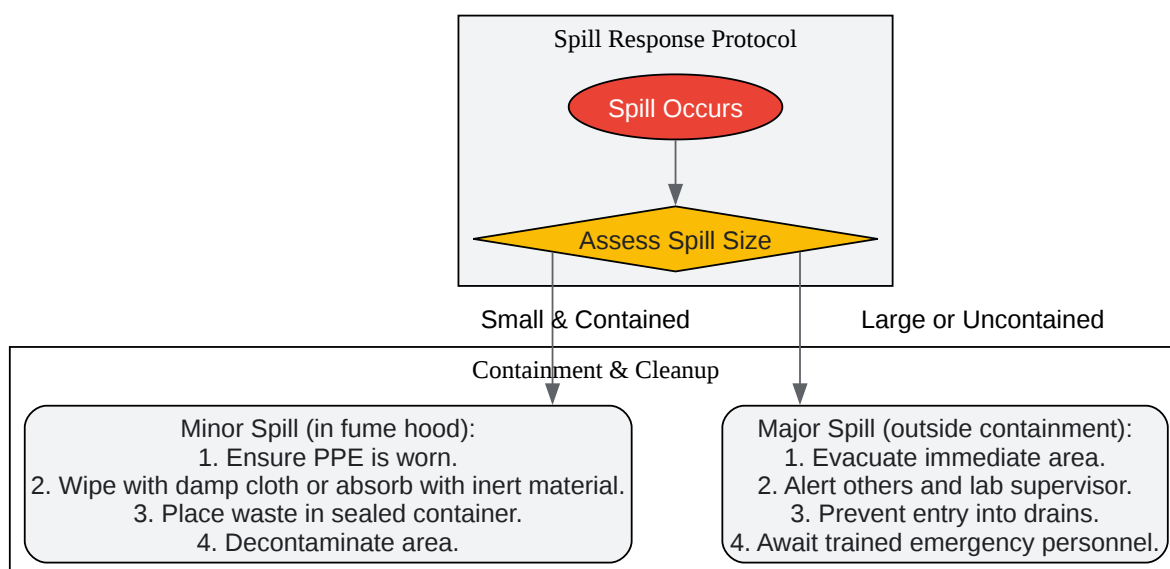 Spill Response Protocol
Spill Occurs
Assess Spill Size
Small & Contained
Large or Uncontained
Containment & Cleanup
Minor Spill (in fume hood):
1. Ensure PPE is worn.
2. Wipe with damp cloth or absorb with inert material.
3. Place waste in sealed container.
4. Decontaminate area.
Major Spill (outside containment):
1. Evacuate immediate area.
2. Alert others and lab supervisor.
3. Prevent entry into drains.
4. Await trained emergency personnel.